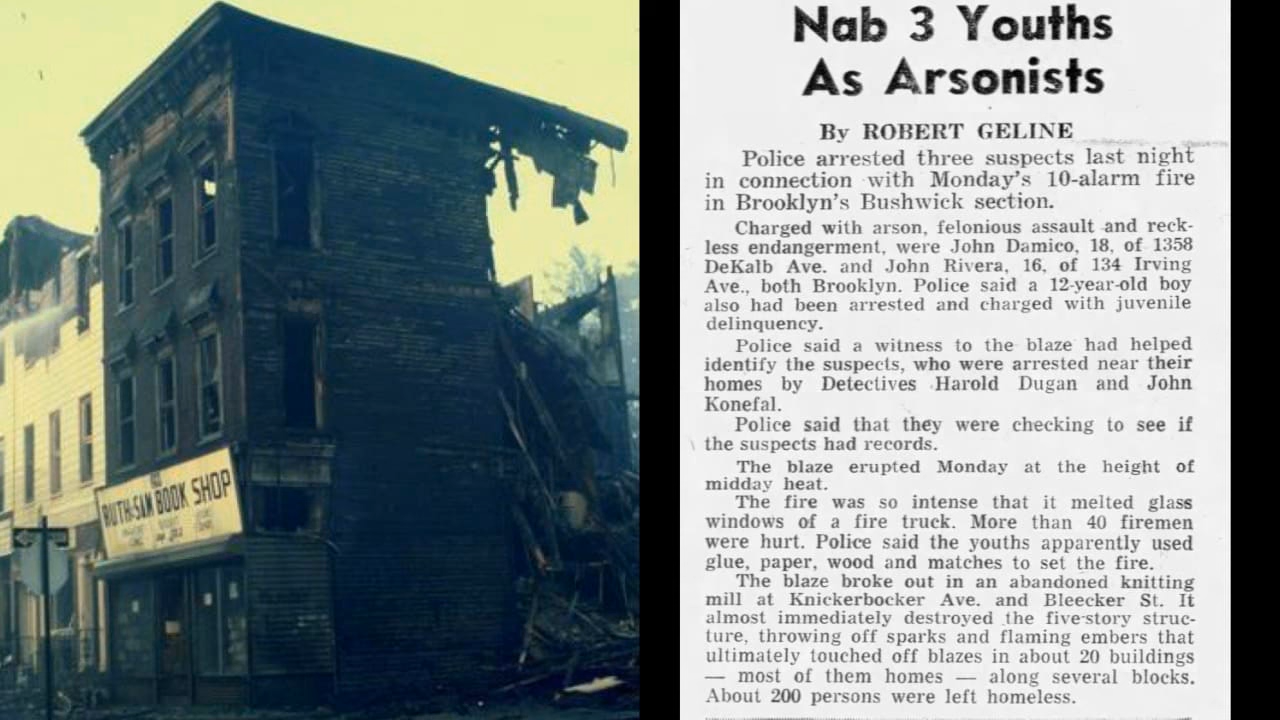 RUTH-SAM BOOK SHOP
Nab 3 Youths
As Arsonists
By ROBERT GELINE
Police arrested three suspects last night
in connection with Monday's 10-alarm fire
in Brooklyn's Bushwick section.
Charged with arson, felonious assault and reck-
less endangerment, were John Damico, 18, of 1358
DeKalb Ave. and John Rivera, 16, of 134 Irving
Ave., both Brooklyn. Police said a 12-year-old boy
also had been arrested and charged with juvenile
delinquency.
Police said a witness to the blaze had helped
identify the suspects, who were arrested near their
homes by Detectives Harold Dugan and John
Konefal.
Police said that they were checking to see if
the suspects had records.
The blaze erupted Monday at the height of
midday heat.
The fire was so intense that it melted glass
windows of a fire truck. More than 40 firemen
were hurt. Police said the youths apparently used
glue, paper, wood and matches to set the fire.
The blaze broke out in an abandoned knitting
mill at Knickerbocker Ave. and Bleecker St. It
almost immediately destroyed the five-story struc-
ture, throwing off sparks and flaming embers that
ultimately touched off blazes in about 20 buildings
— most of them homes — along several blocks.
About 200 persons were left homeless.